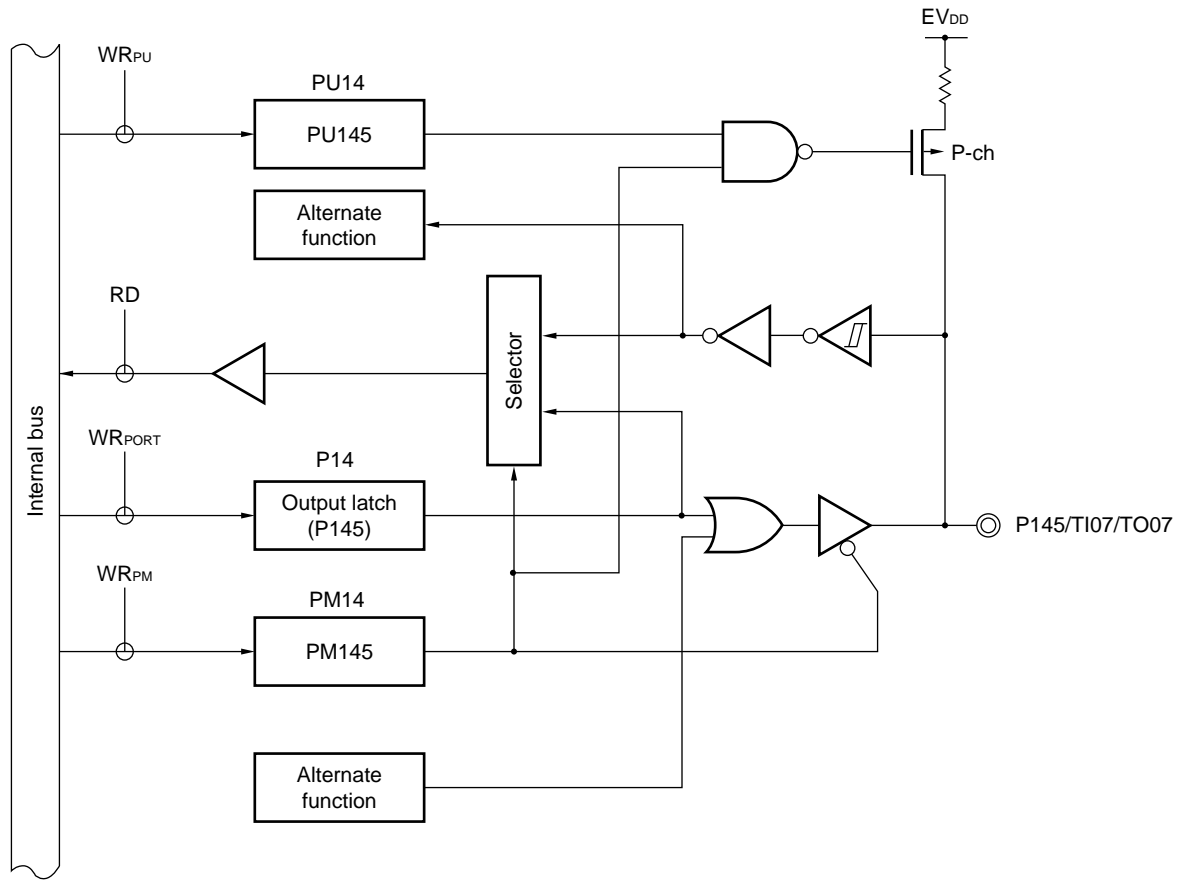 EVDD
WRPU
PU14
PU145
P-ch
Alternate
function
RD
Selector
Internal bus
WRPORT
P14
Output latch
(P145)
P145/TI07/TO07
WRPM
PM14
PM145
Alternate
function